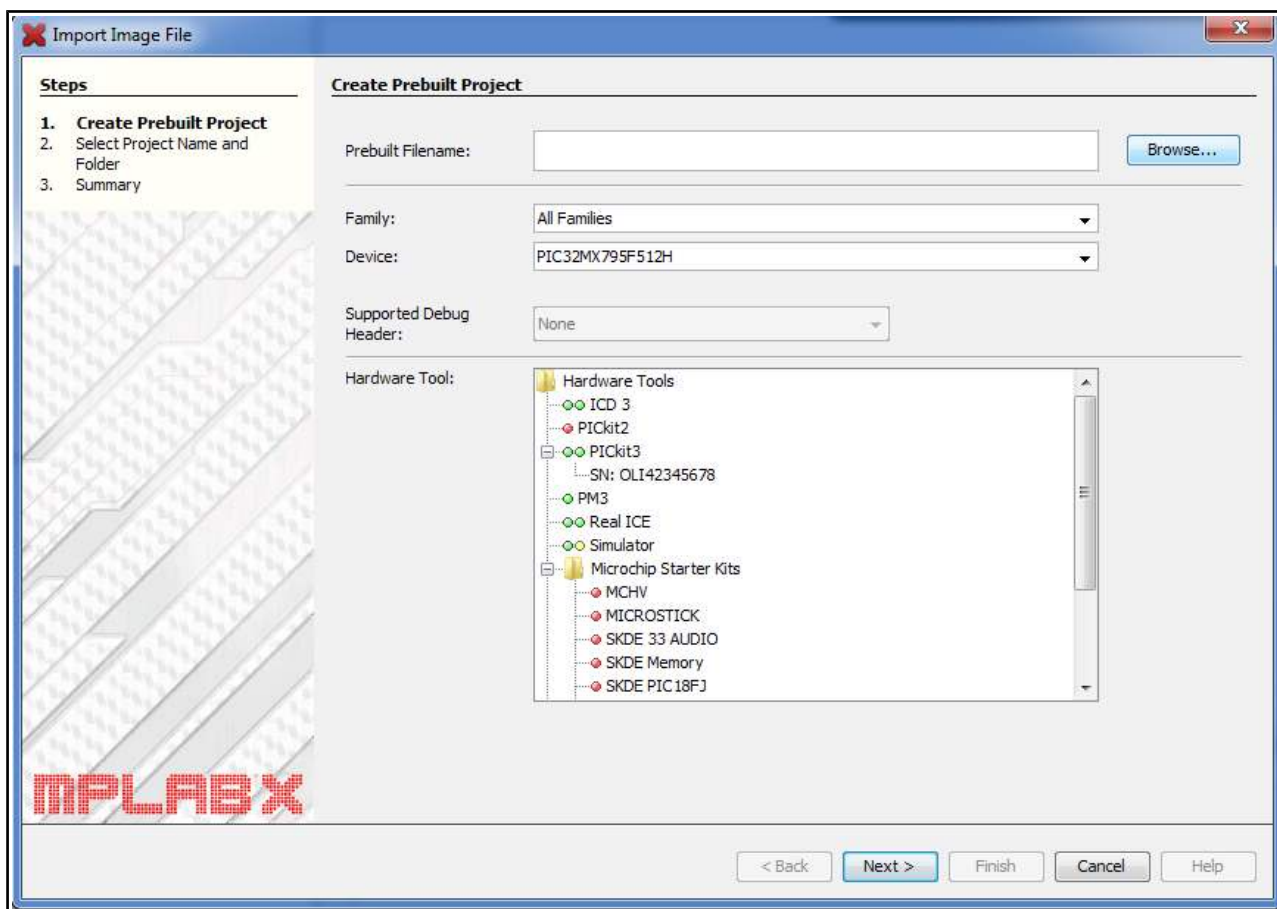 Import Image File
X
Steps
1. Create Prebuilt Project
2. Select Project Name and
Folder
3. Summary
Create Prebuilt Project
Prebuilt Filename:
Browse...
Family:
All Families
Device:
PIC32MX795F512H
Supported Debug
Header:
None
Hardware Tool:
Hardware Tools
ICD 3
PICkit2
PICkit3
SN: OLI42345678
PM3
Real ICE
Simulator
Microchip Starter Kits
MCHV
MICROSTICK
SKDE 33 AUDIO
SKDE Memory
SKDE PIC18FJ
MPLAB X
< Back Next > Finish Cancel Help